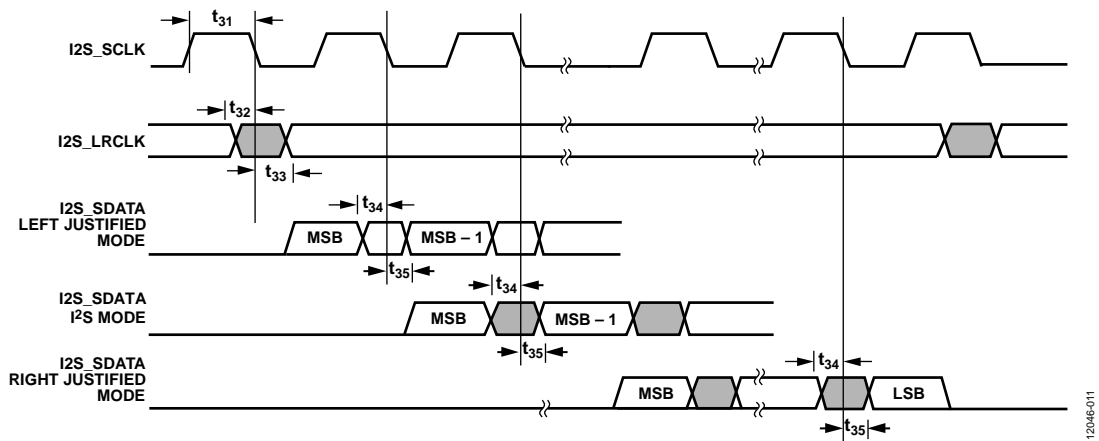 t31
I2S_SCLK
t32
I2S_LRCLK
t33
I2S_SDATA
LEFT JUSTIFIED
MODE
t34
MSB
MSB – 1
t35
I2S_SDATA
I²S MODE
t34
MSB
MSB – 1
t35
I2S_SDATA
RIGHT JUSTIFIED
MODE
t34
MSB
LSB
t35
12046-011